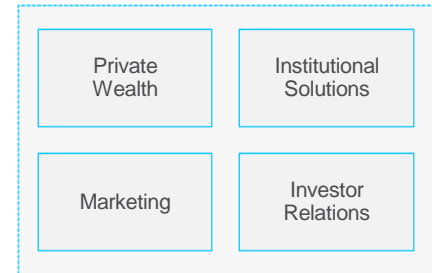 Private
Wealth
Institutional
Solutions
Marketing
Investor
Relations